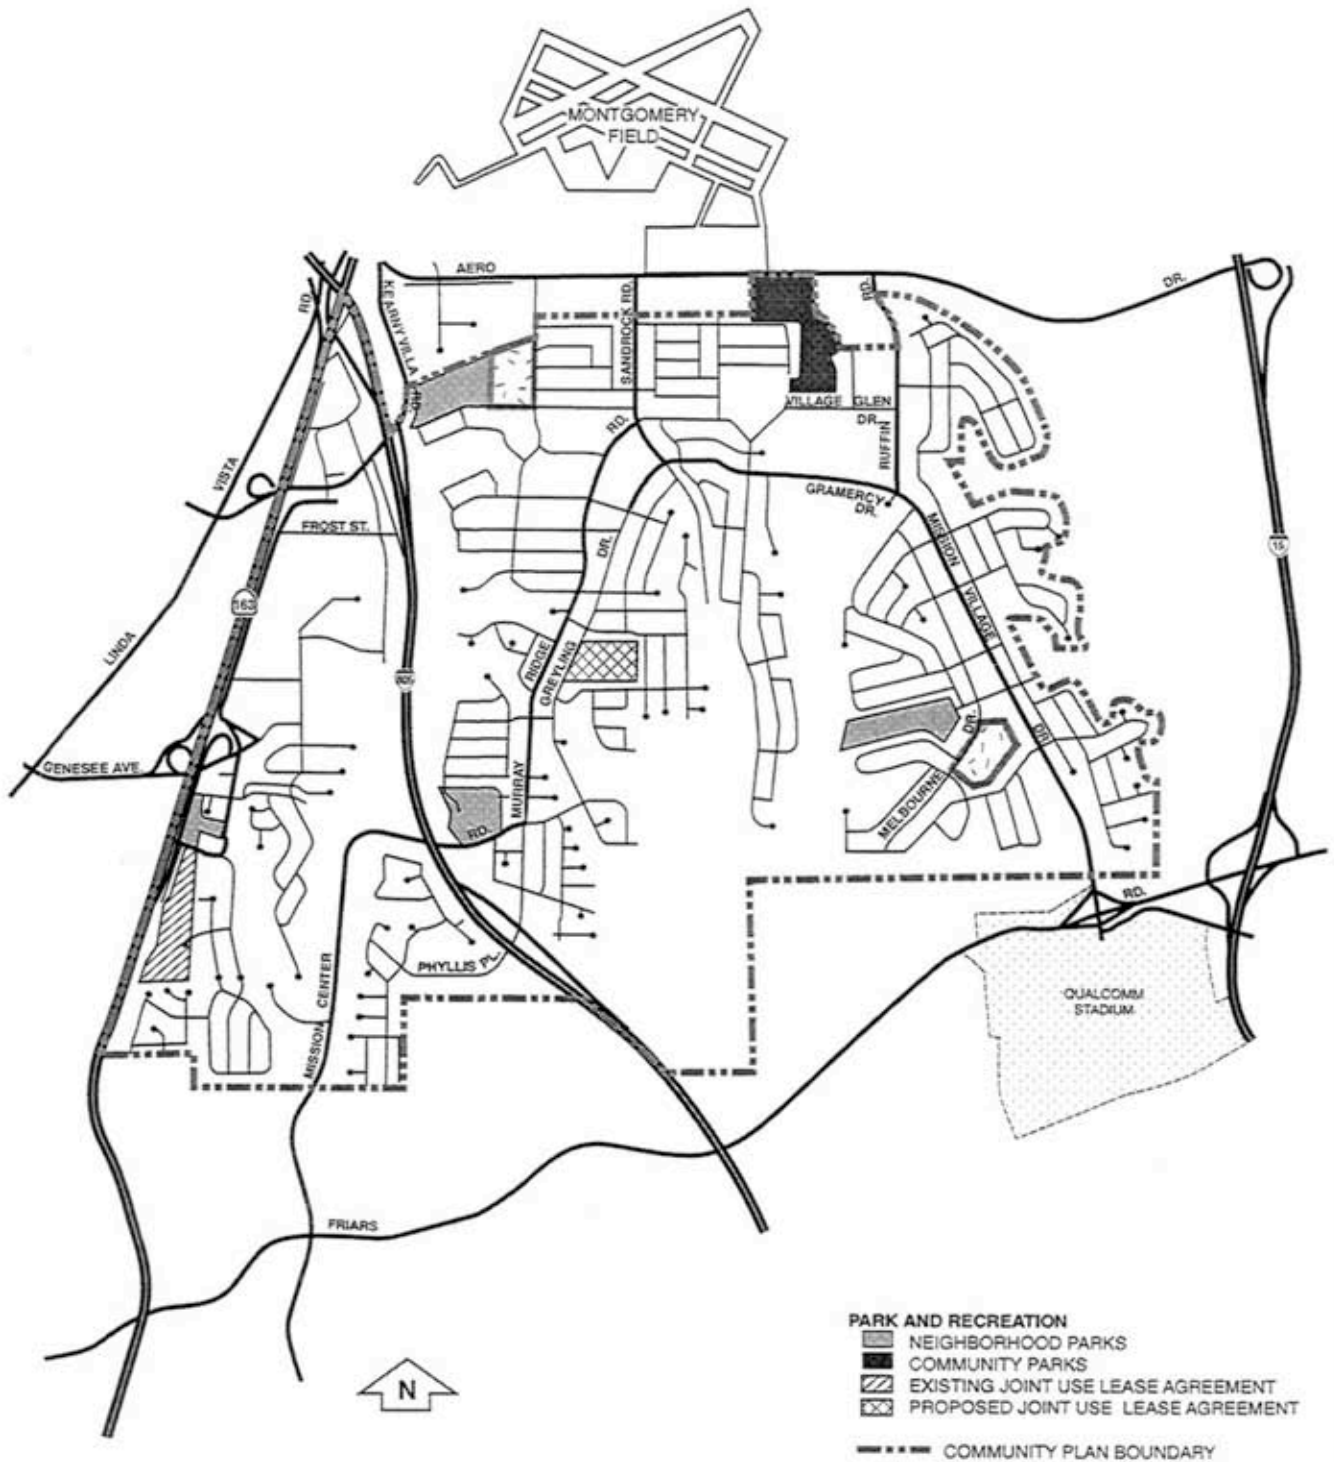 MONTGOMERY
FIELD
AERO
DR.
RD.
KEARNY VILLA
RD.
SANDROCK RD.
RD.
VILLAGE GLEN
DR.
RUFFIN
RD.
VISTA
GRAMERCY
DR.
MISSION
FROST ST.
DR.
15
163
VILLAGE
LINDA
RIDGE
GREYLING
805
DR.
DR.
GENESEE AVE.
MURRAY
MELBOURNE
RD.
RD.
PHYLLIS PL.
CENTER
QUALCOMM
STADIUM
MISSION
FRIARS
PARK AND RECREATION
NEIGHBORHOOD PARKS
COMMUNITY PARKS
EXISTING JOINT USE LEASE AGREEMENT
PROPOSED JOINT USE LEASE AGREEMENT
COMMUNITY PLAN BOUNDARY
N